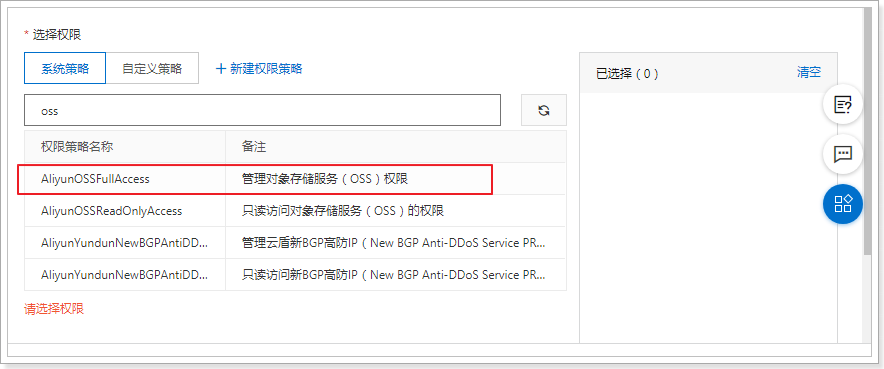 * 选择权限
系统策略 自定义策略 + 新建权限策略
已选择（0） 清空
oss
权限策略名称 备注
AliyunOSSFullAccess 管理对象存储服务（OSS）权限
AliyunOSSReadOnlyAccess 只读访问对象存储服务（OSS）的权限
AliyunYundunNewBGPAntiDD... 管理云盾新BGP高防IP（New BGP Anti-DDoS Service PR...
AliyunYundunNewBGPAntiDD... 只读访问新BGP高防IP（New BGP Anti-DDoS Service PR...
请选择权限